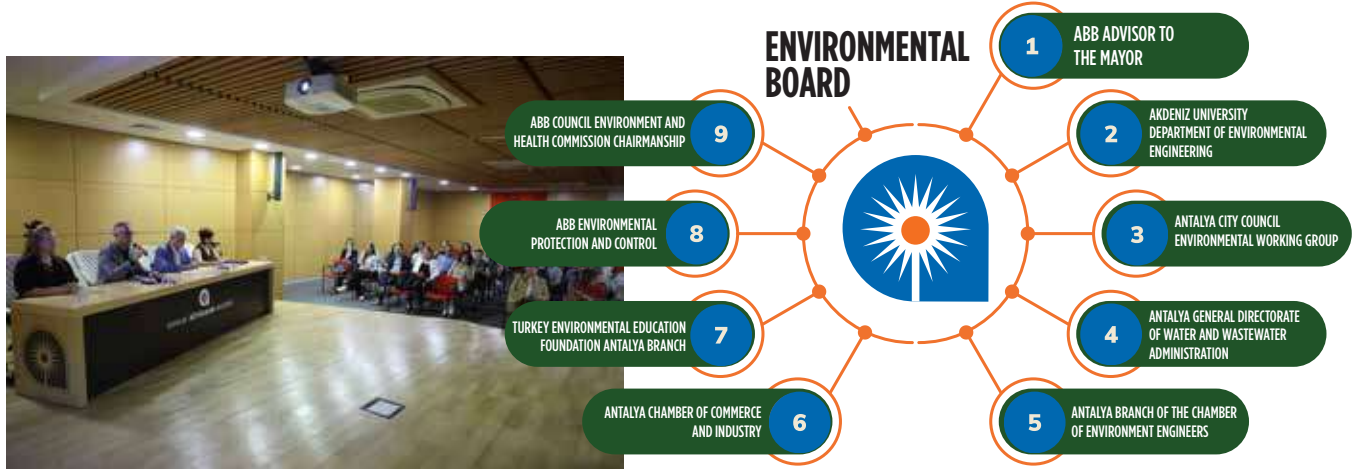 ENVIRONMENTAL
BOARD
1
ABB ADVISOR TO
THE MAYOR
2
AKDENIZ UNIVERSITY
DEPARTMENT OF ENVIRONMENTAL
ENGINEERING
3
ANTALYA CITY COUNCIL
ENVIRONMENTAL WORKING GROUP
4
ANTALYA GENERAL DIRECTORATE
OF WATER AND WASTEWATER
ADMINISTRATION
5
ANTALYA BRANCH OF THE CHAMBER
OF ENVIRONMENT ENGINEERS
6
ANTALYA CHAMBER OF COMMERCE
AND INDUSTRY
7
TURKEY ENVIRONMENTAL EDUCATION
FOUNDATION ANTALYA BRANCH
8
ABB ENVIRONMENTAL
PROTECTION AND CONTROL
9
ABB COUNCIL ENVIRONMENT AND
HEALTH COMMISSION CHAIRMANSHIP